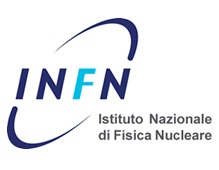 INFN
Istituto Nazionale
di Fisica Nucleare